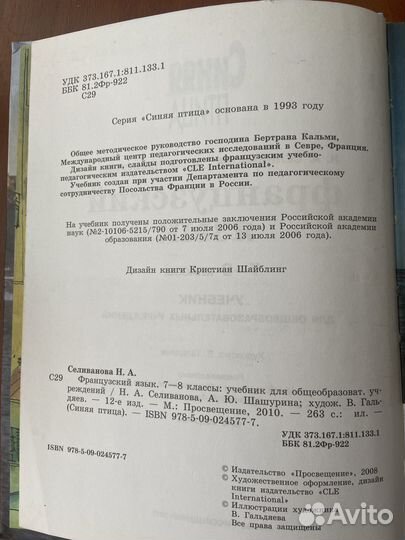 УДК 373.167.1:811.133.1
ББК 81.2Фр-922
С29
Серия «Синяя птица» основана в 1993 году
Общее методическое руководство господина Бертрана Кальми,
Международный центр педагогических исследований в Севре, Франция.
Дизайн книги, слайды подготовлены французским учебно-
педагогическим издательством «CLE International».
Учебник создан при участии Департамента по педагогическому
сотрудничеству Посольства Франции в России.
На учебник получены положительные заключения Российской академии
наук (№2-10106-5215/790 от 7 июля 2006 года) и Российской академии
образования (№01-203/5/7д от 13 июля 2006 года).
Дизайн книги Кристиан Шайблинг
Селиванова Н. А.
С29 Французский язык. 7—8 классы: учебник для общеобразоват. уч-
реждений / Н. А. Селиванова, А. Ю. Шашурина; худож. В. Галь-
дяев. — 12-е изд. — М.: Просвещение, 2010. — 263 с.: ил. —
(Синяя птица). — ISBN 978-5-09-024577-7.
УДК 373.167.1:811.133.1
ББК 81.2Фр-922
ISBN 978-5-09-024577-7
© Издательство «Просвещение», 2008
© Художественное оформление, дизайн
книги издательство «CLE
International»
© Иллюстрации художника
В. Гальдяева
Все права защищены
Avito